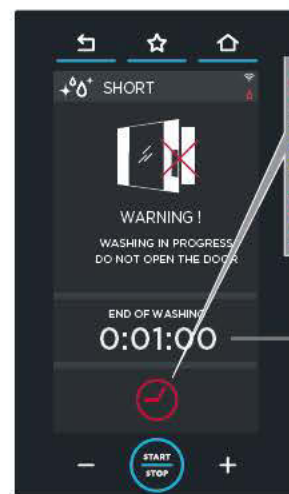 SHORT
WARNING !
WASHING IN PROGRESS
DO NOT OPEN THE DOOR
END OF WASHING
0:01:00
START
STOP